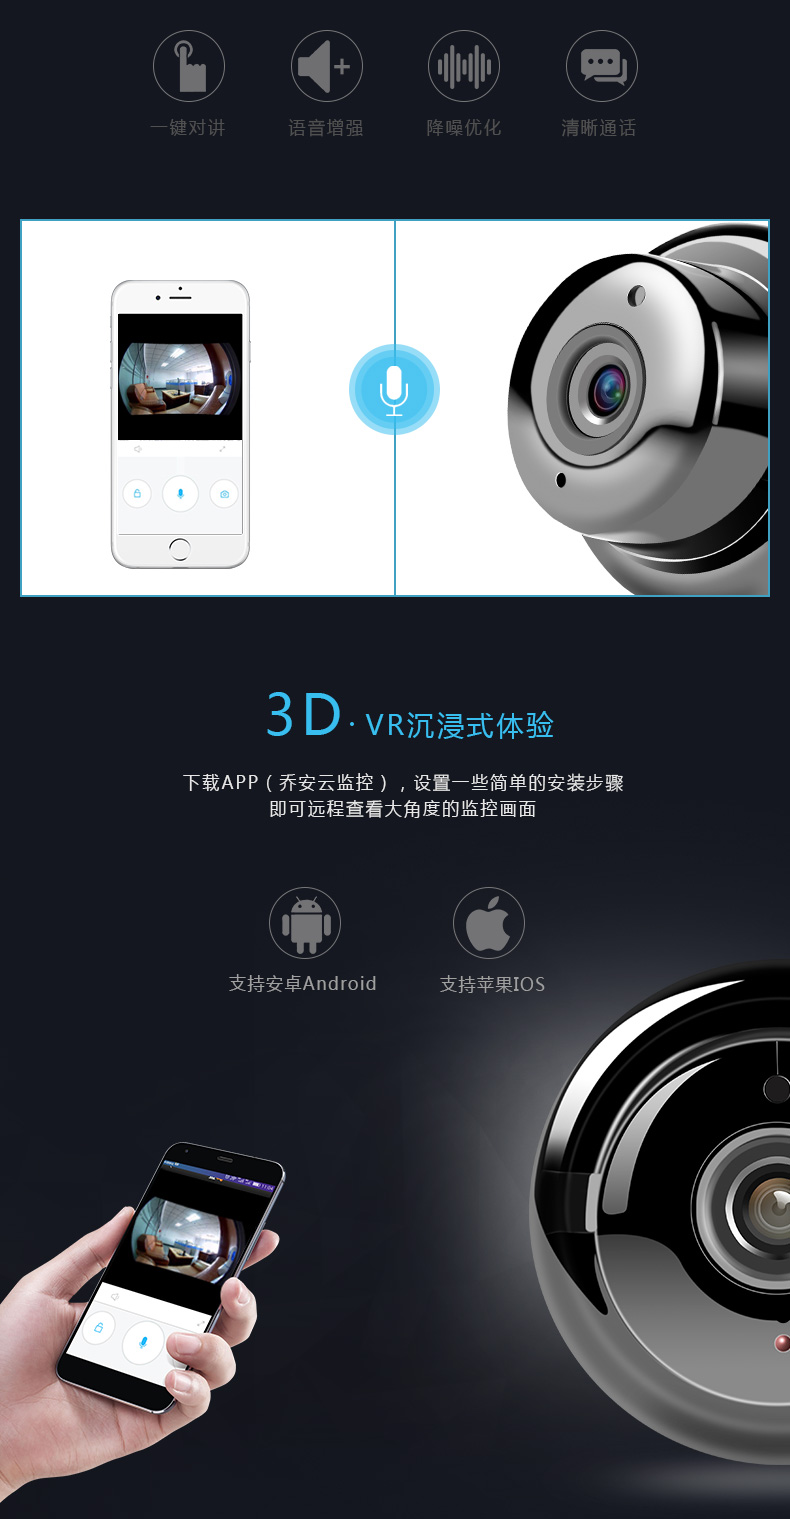 一键对讲
语音增强
降噪优化
清晰通话
3D·VR沉浸式体验
下载APP（乔安云监控），设置一些简单的安装步骤
即可远程查看大角度的监控画面
支持安卓Android
支持苹果IOS